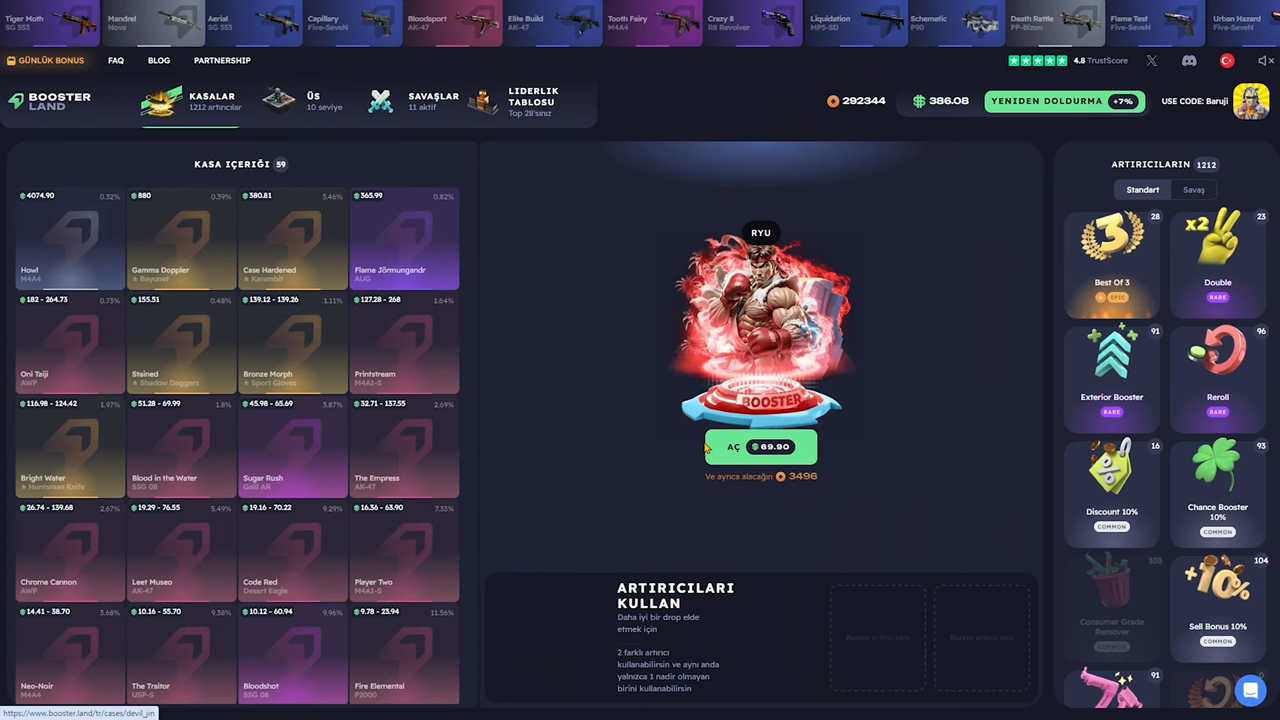 Tiger Moth
SG 553
Mandrel
Nova
Aerial
SG 553
Capillary
Five-SeveN
Bloodsport
AK-47
Elite Build
AK-47
Tooth Fairy
M4A4
Crazy 8
R8 Revolver
Liquidation
MP5-SD
Schematic
P90
Death Rattle
PP-Bizon
Flame Test
Five-SeveN
Urban Hazard
Five-SeveN
GÜNLÜK BONUS
FAQ
BLOG
PARTNERSHIP
4.8 TrustScore
BOOSTER
LAND
KASALAR
1212 artırıcılar
ÜS
10 seviye
SAVAŞLAR
11 aktif
LIDERLIK
TABLOSU
Top 28'sınız
292344
386.08
YENIDEN DOLDURMA +7%
USE CODE: Baruji
KASA IÇERIĞI 59
4074.90 0.32%
Howl
M4A4
880 0.39%
Gamma Doppler
★ Bayonet
380.81 3.46%
Case Hardened
★ Karambit
365.99 0.82%
Flame Jörmungandr
AUG
182 - 264.73 0.73%
Oni Taiji
AWP
155.51 0.48%
Stained
★ Shadow Daggers
139.12 - 139.26 1.11%
Bronze Morph
★ Sport Gloves
127.28 - 268 1.64%
Printstream
M4A1-S
116.98 - 124.41 1.97%
Bright Water
★ Huntsman Knife
51.28 - 69.99 1.8%
Blood in the Water
SSG 08
45.98 - 65.69 3.87%
Sugar Rush
Galil AR
32.71 - 137.55 2.69%
The Empress
AK-47
26.74 - 139.68 2.67%
Chrome Cannon
AWP
19.29 - 76.55 5.49%
Leet Museo
AK-47
19.16 - 70.22 9.29%
Code Red
Desert Eagle
16.36 - 63.90 7.33%
Player Two
M4A1-S
14.41 - 38.70 3.68%
Neo-Noir
M4A4
10.16 - 55.70 9.38%
The Traitor
USP-S
10.12 - 60.94 9.96%
Bloodshot
SSG 08
9.78 - 23.94 11.56%
Fire Elemental
P2000
RYU
BOOSTER
AÇ 69.90
Ve ayrıca alacağın 3496
ARTIRICILARI
KULLAN
Daha iyi bir drop elde
etmek için
2 farklı artırıcı
kullanabilirsin ve aynı anda
yalnızca 1 nadir olmayan
birini kullanabilirsin
Buraya artırıcı ekle
Buraya artırıcı ekle
ARTIRICILARIN 1212
Standart
Savaş
28
3
Best Of 3
EPIC
23
x2
Double
RARE
91
Exterior Booster
RARE
96
Reroll
RARE
16
%
Discount 10%
COMMON
93
Chance Booster
10%
COMMON
103
Consumer Grade
Remover
COMMON
104
+10%
Sell Bonus 10%
COMMON
91
https://www.booster.land/tr/cases/devil_jin